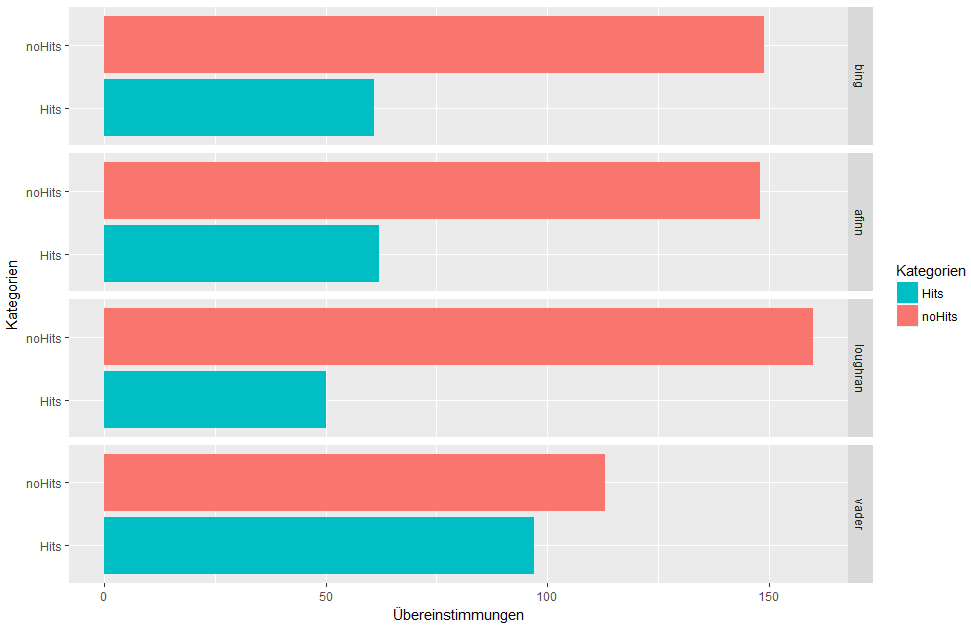 noHits
Hits
bing
noHits
Hits
afinn
noHits
Hits
loughran
noHits
Hits
vader
0
50
100
150
Übereinstimmungen
Kategorien
Kategorien
Hits
noHits